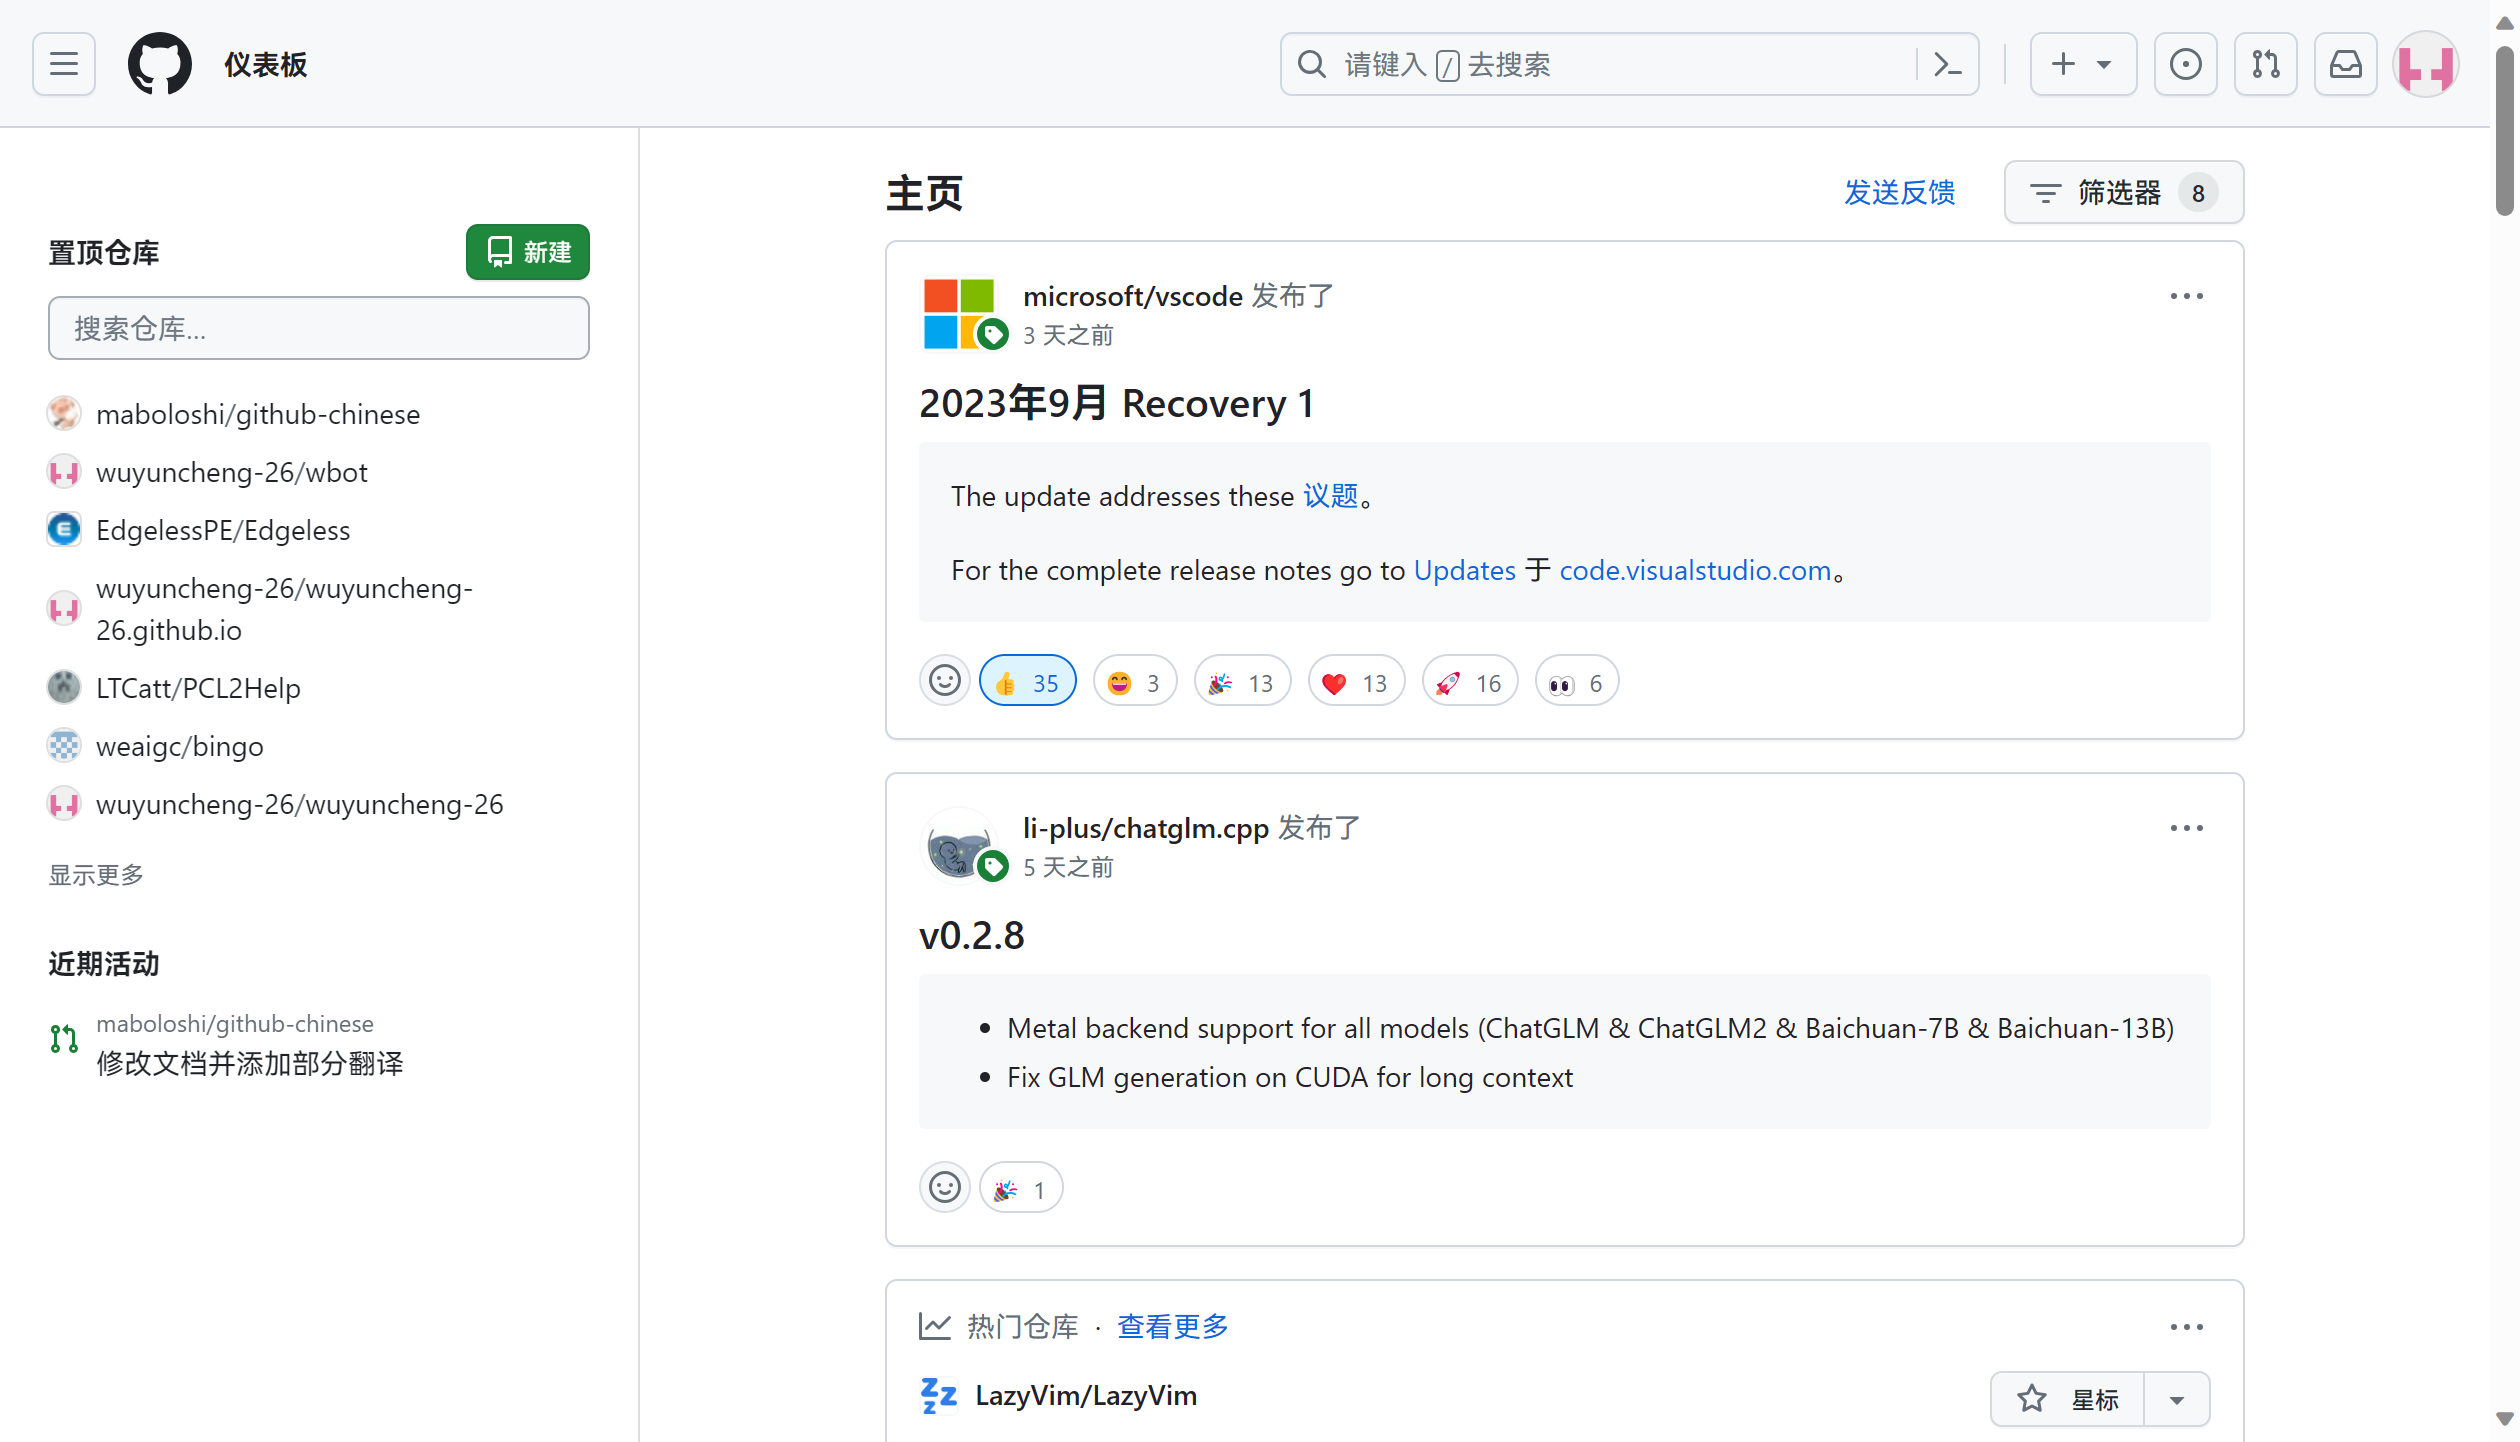 仪表板
请键入 / 去搜索
置顶仓库
新建
搜索仓库...
maboloshi/github-chinese
wuyuncheng-26/wbot
EdgelessPE/Edgeless
wuyuncheng-26/wuyuncheng-
26.github.io
LTCatt/PCL2Help
weaigc/bingo
wuyuncheng-26/wuyuncheng-26
显示更多
近期活动
maboloshi/github-chinese
修改文档并添加部分翻译
主页
发送反馈
筛选器 8
microsoft/vscode 发布了
3 天之前
2023年9月 Recovery 1
The update addresses these 议题。
For the complete release notes go to Updates 于 code.visualstudio.com。
👍 35 😄 3 🎉 13 ❤️ 13 🚀 16 👀 6
li-plus/chatglm.cpp 发布了
5 天之前
v0.2.8
• Metal backend support for all models (ChatGLM & ChatGLM2 & Baichuan-7B & Baichuan-13B)
• Fix GLM generation on CUDA for long context
🎉 1
热门仓库 · 查看更多
LazyVim/LazyVim
星标